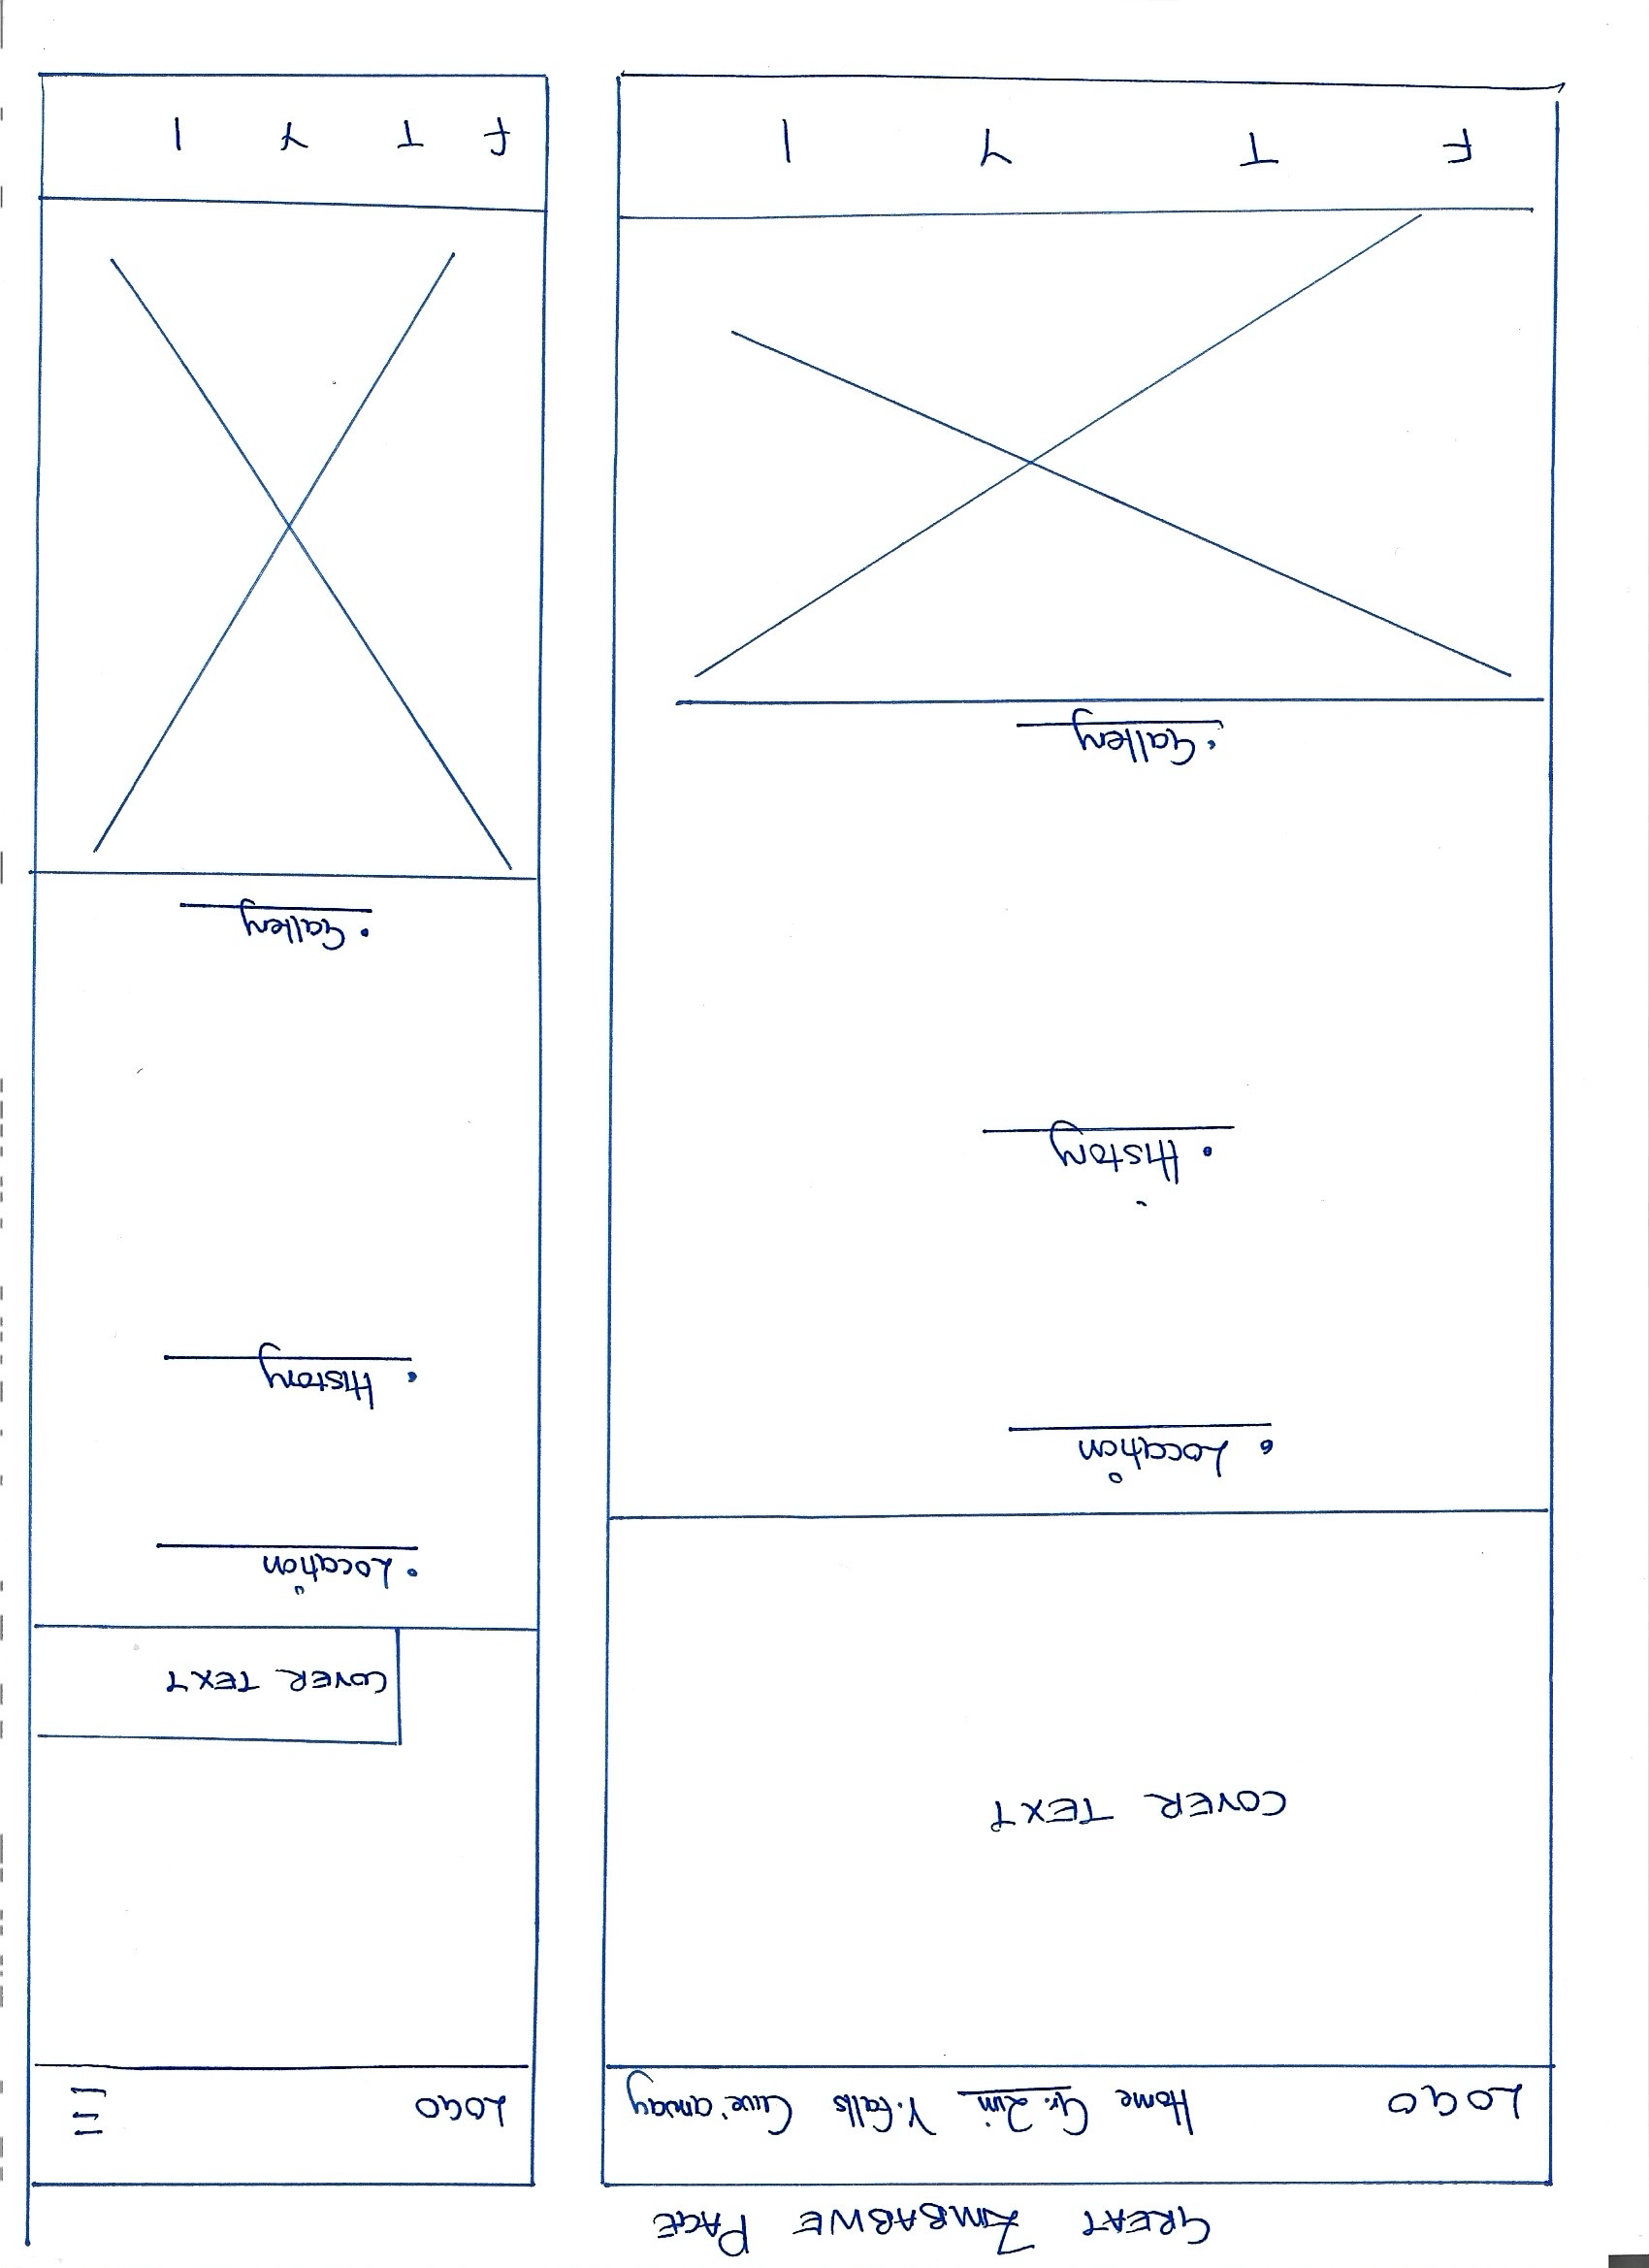 GREAT ZIMBABWE PAGE
LOGO Home Gr. Zim V. Falls Give'away
COVER TEXT
• Location
• History
• Gallery
F T Y I
LOGO
COVER TEXT
• Location
• History
• Gallery
F T Y I